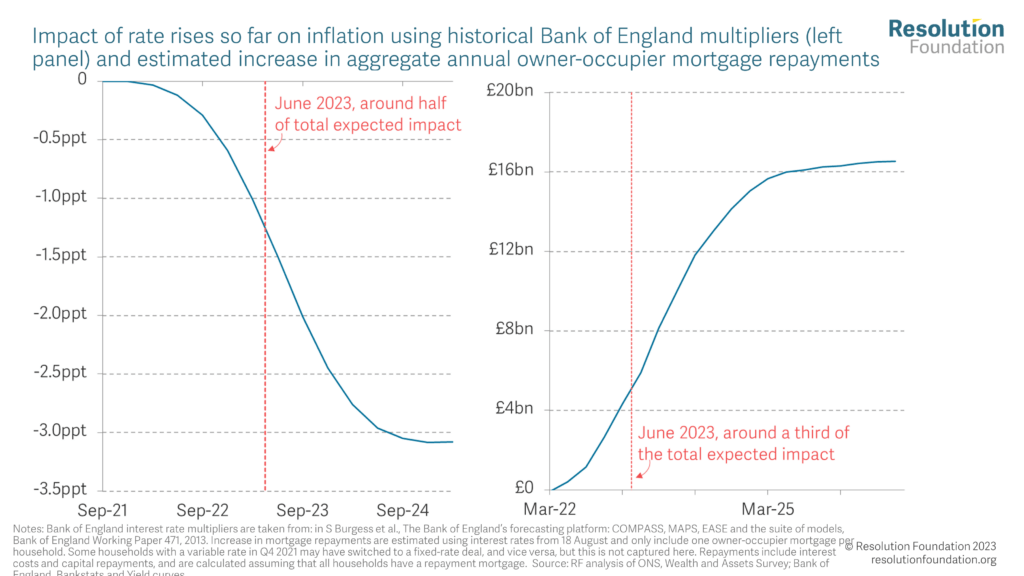 Impact of rate rises so far on inflation using historical Bank of England multipliers (left
panel) and estimated increase in aggregate annual owner-occupier mortgage repayments
Resolution
Foundation
0
-0.5ppt
-1.0ppt
-1.5ppt
-2.0ppt
-2.5ppt
-3.0ppt
-3.5ppt
Sep-21
Sep-22
Sep-23
Sep-24
June 2023, around half
of total expected impact
£20bn
£16bn
£12bn
£8bn
£4bn
£0
Mar-22
Mar-25
June 2023, around a third of
the total expected impact
Notes: Bank of England interest rate multipliers are taken from: in S Burgess et al., The Bank of England's forecasting platform: COMPASS, MAPS, EASE and the suite of models,
Bank of England Working Paper 471, 2013. Increase in mortgage repayments are estimated using interest rates from 18 August and only include one owner-occupier mortgage per
household. Some households with a variable rate in Q4 2021 may have switched to a fixed-rate deal, and vice versa, but this is not captured here. Repayments include interest
costs and capital repayments, and are calculated assuming that all households have a repayment mortgage. Source: RF analysis of ONS, Wealth and Assets Survey; Bank of
England, Bankstats and Yield curves
© Resolution Foundation 2023
resolutionfoundation.org